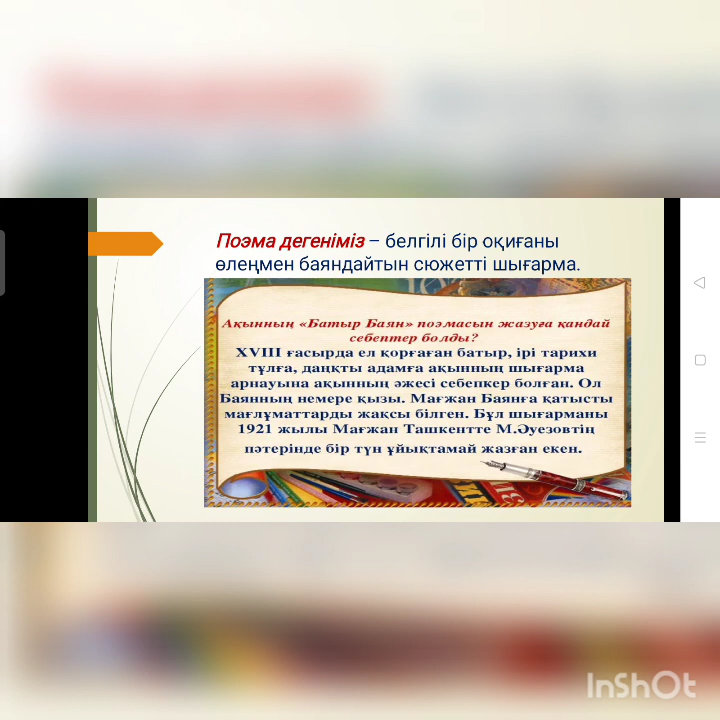 Поэма дегеніміз – белгілі бір оқиғаны
өлеңмен баяндайтын сюжетті шығарма.
Ақынның «Батыр Баян» поэмасын жазуға қандай
себептер болды?
XVIII ғасырда ел қорғаған батыр, ірі тарихи
тұлға, даңқты адамға ақынның шығарма
арнауына ақынның әжесі себепкер болған. Ол
Баянның немере қызы. Мағжан Баянға қатысты
мағлұматтарды жақсы білген. Бұл шығарманы
1921 жылы Мағжан Ташкентте М.Әуезовтің
пәтерінде бір түн ұйықтамай жазған екен.
InShOt